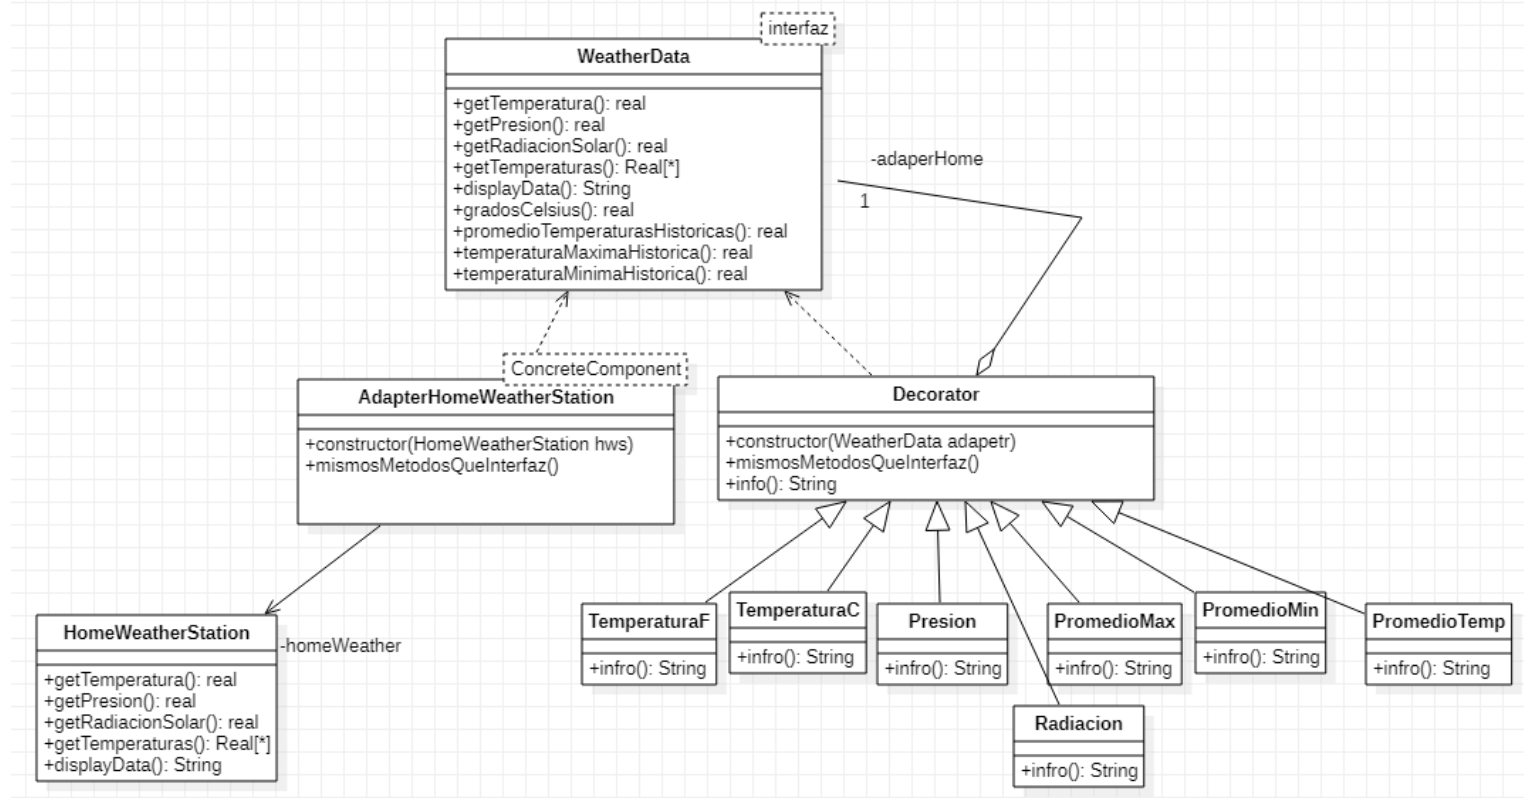 interfaz
WeatherData
+getTemperatura(): real
+getPresion(): real
+getRadiacionSolar(): real
+getTemperaturas(): Real[*]
+displayData(): String
+gradosCelsius(): real
+promedioTemperaturasHistoricas(): real
+temperaturaMaximaHistorica(): real
+temperaturaMinimaHistorica(): real
-adaperHome
1
ConcreteComponent
AdapterHomeWeatherStation
+constructor(HomeWeatherStation hws)
+mismosMetodosQueInterfaz()
Decorator
+constructor(WeatherData adapetr)
+mismosMetodosQueInterfaz()
+info(): String
HomeWeatherStation
-homeWeather
+getTemperatura(): real
+getPresion(): real
+getRadiacionSolar(): real
+getTemperaturas(): Real[*]
+displayData(): String
TemperaturaF
+infro(): String
TemperaturaC
+infro(): String
Presion
+infro(): String
PromedioMax
+infro(): String
PromedioMin
+infro(): String
PromedioTemp
+infro(): String
Radiacion
+infro(): String